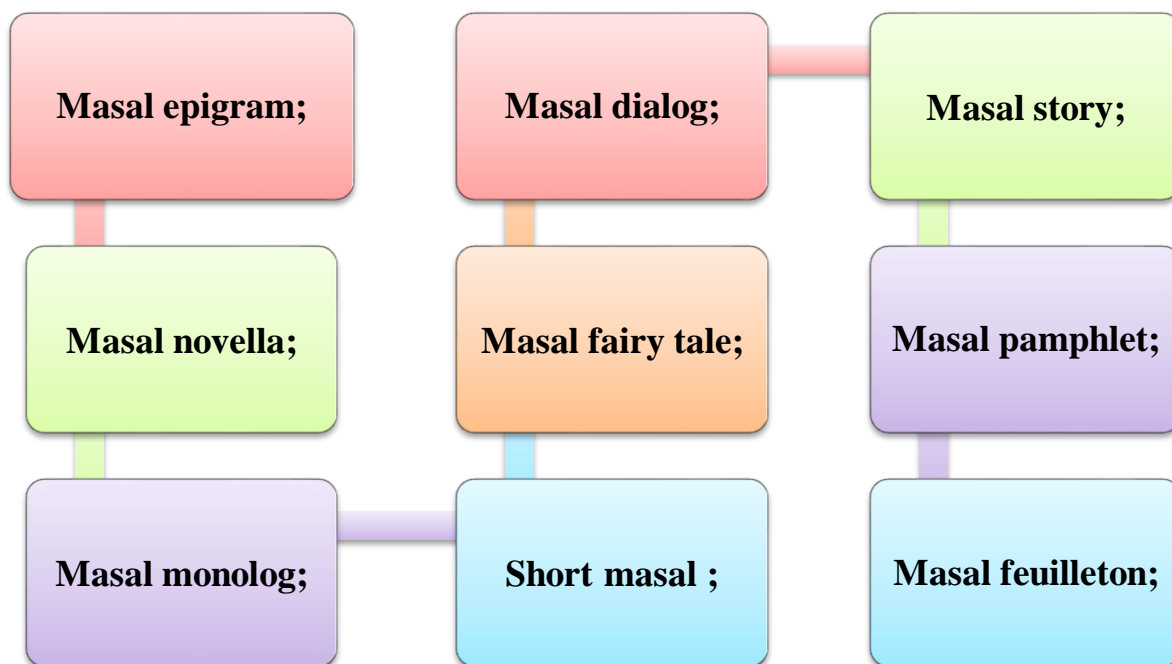 Masal epigram;
Masal novella;
Masal monolog;
Short masal ;
Masal fairy tale;
Masal dialog;
Masal story;
Masal pamphlet;
Masal feuilleton;